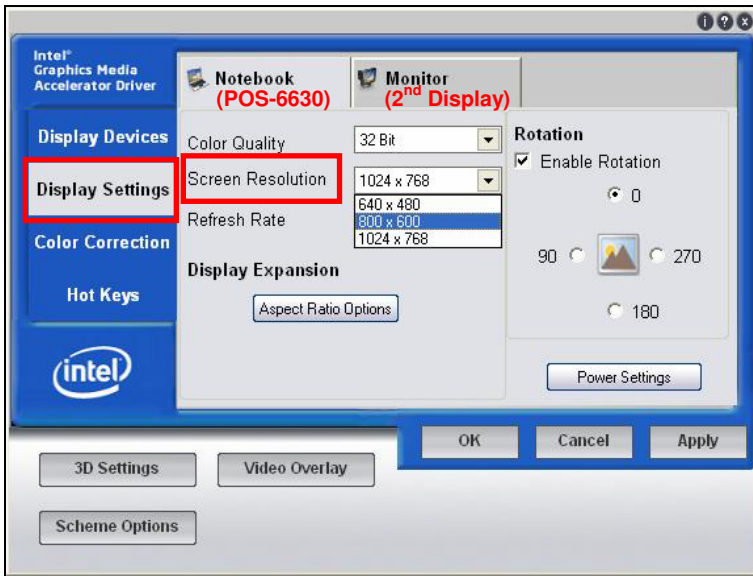 Intel®
Graphics Media
Accelerator Driver
Notebook
(POS-6630)
Monitor
(2nd Display)
Display Devices
Display Settings
Color Correction
Hot Keys
intel
Color Quality
32 Bit
Screen Resolution
1024 x 768
640 x 480
800 x 600
1024 x 768
Refresh Rate
Display Expansion
Aspect Ratio Options
Rotation
Enable Rotation
0
90
270
180
Power Settings
OK
Cancel
Apply
3D Settings
Video Overlay
Scheme Options